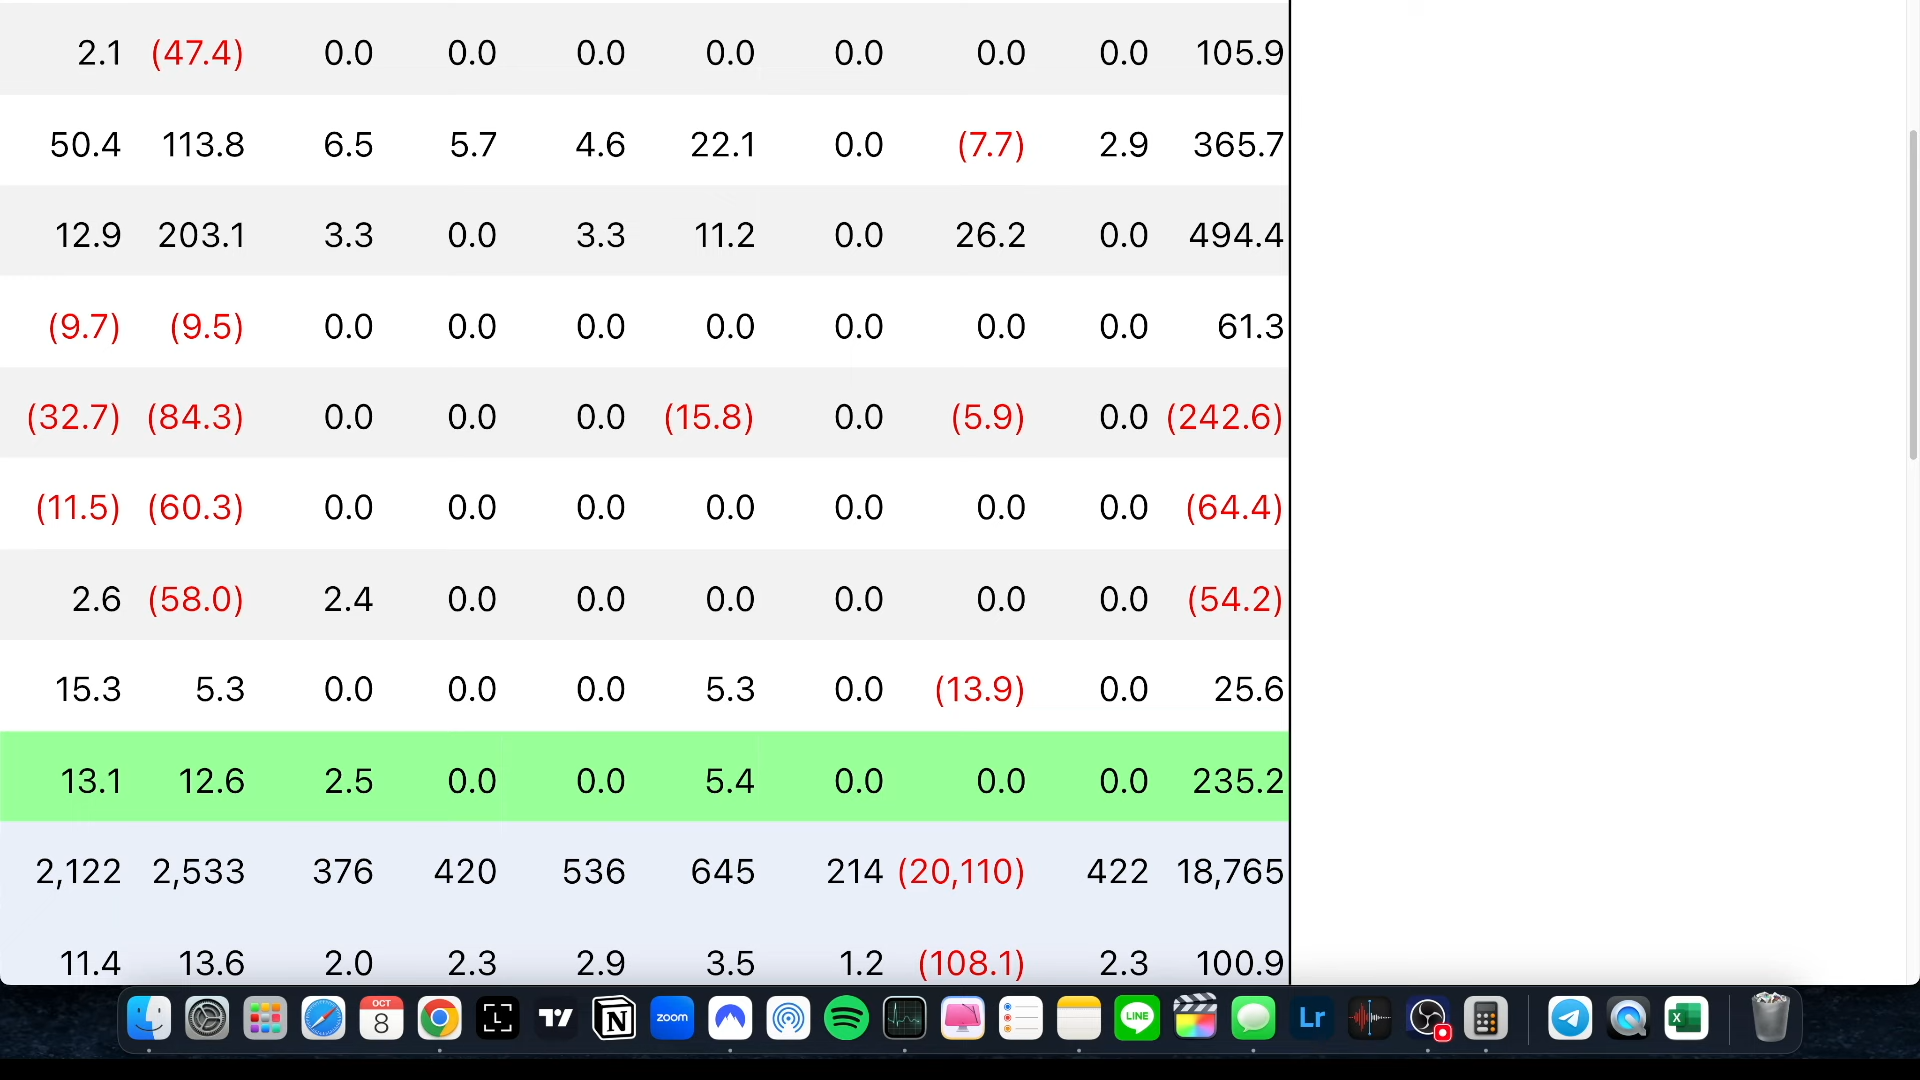 2.1 (47.4) 0.0 0.0 0.0 0.0 0.0 0.0 0.0 105.9
50.4 113.8 6.5 5.7 4.6 22.1 0.0 (7.7) 2.9 365.7
12.9 203.1 3.3 0.0 3.3 11.2 0.0 26.2 0.0 494.4
(9.7) (9.5) 0.0 0.0 0.0 0.0 0.0 0.0 0.0 61.3
(32.7) (84.3) 0.0 0.0 0.0 (15.8) 0.0 (5.9) 0.0 (242.6)
(11.5) (60.3) 0.0 0.0 0.0 0.0 0.0 0.0 0.0 (64.4)
2.6 (58.0) 2.4 0.0 0.0 0.0 0.0 0.0 0.0 (54.2)
15.3 5.3 0.0 0.0 0.0 5.3 0.0 (13.9) 0.0 25.6
13.1 12.6 2.5 0.0 0.0 5.4 0.0 0.0 0.0 235.2
2,122 2,533 376 420 536 645 214 (20,110) 422 18,765
11.4 13.6 2.0 2.3 2.9 3.5 1.2 (108.1) 2.3 100.9
OCT
8
L
N
zoom
LINE
Lr
X